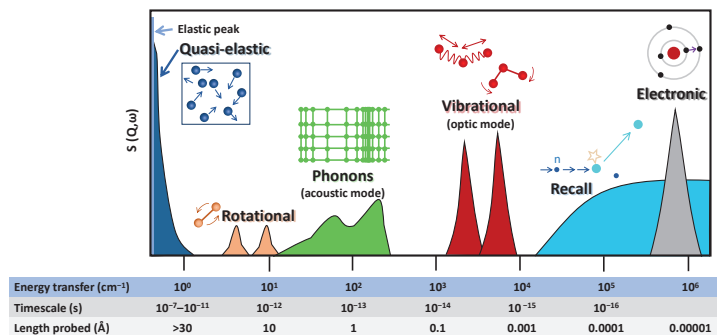 Elastic peak
Quasi-elastic
S (Q,ω)
Rotational
Phonons
(acoustic mode)
Vibrational
(optic mode)
n
Recall
Electronic
Energy transfer (cm⁻¹) 10⁰ 10¹ 10² 10³ 10⁴ 10⁵ 10⁶
Timescale (s) 10⁻⁷–10⁻¹¹ 10⁻¹² 10⁻¹³ 10⁻¹⁴ 10⁻¹⁵ 10⁻¹⁶
Length probed (Å) >30 10 1 0.1 0.001 0.0001 0.00001